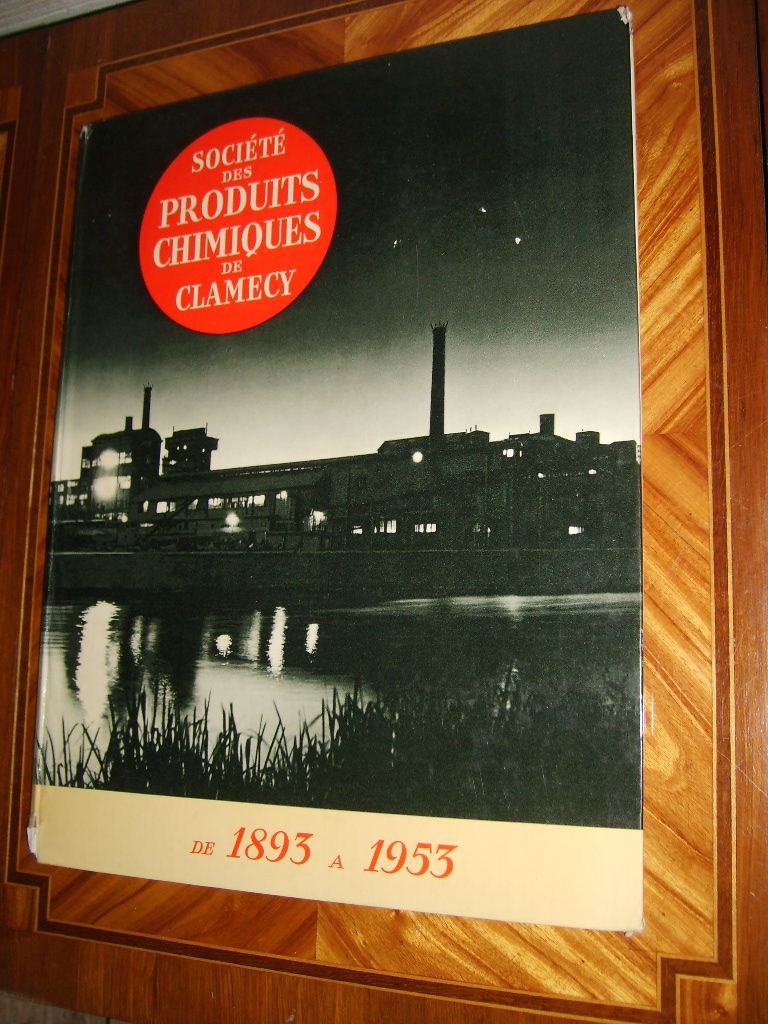 SOCIÉTÉ
DES
PRODUITS
CHIMIQUES
DE
CLAMECY
DE 1893 A 1953